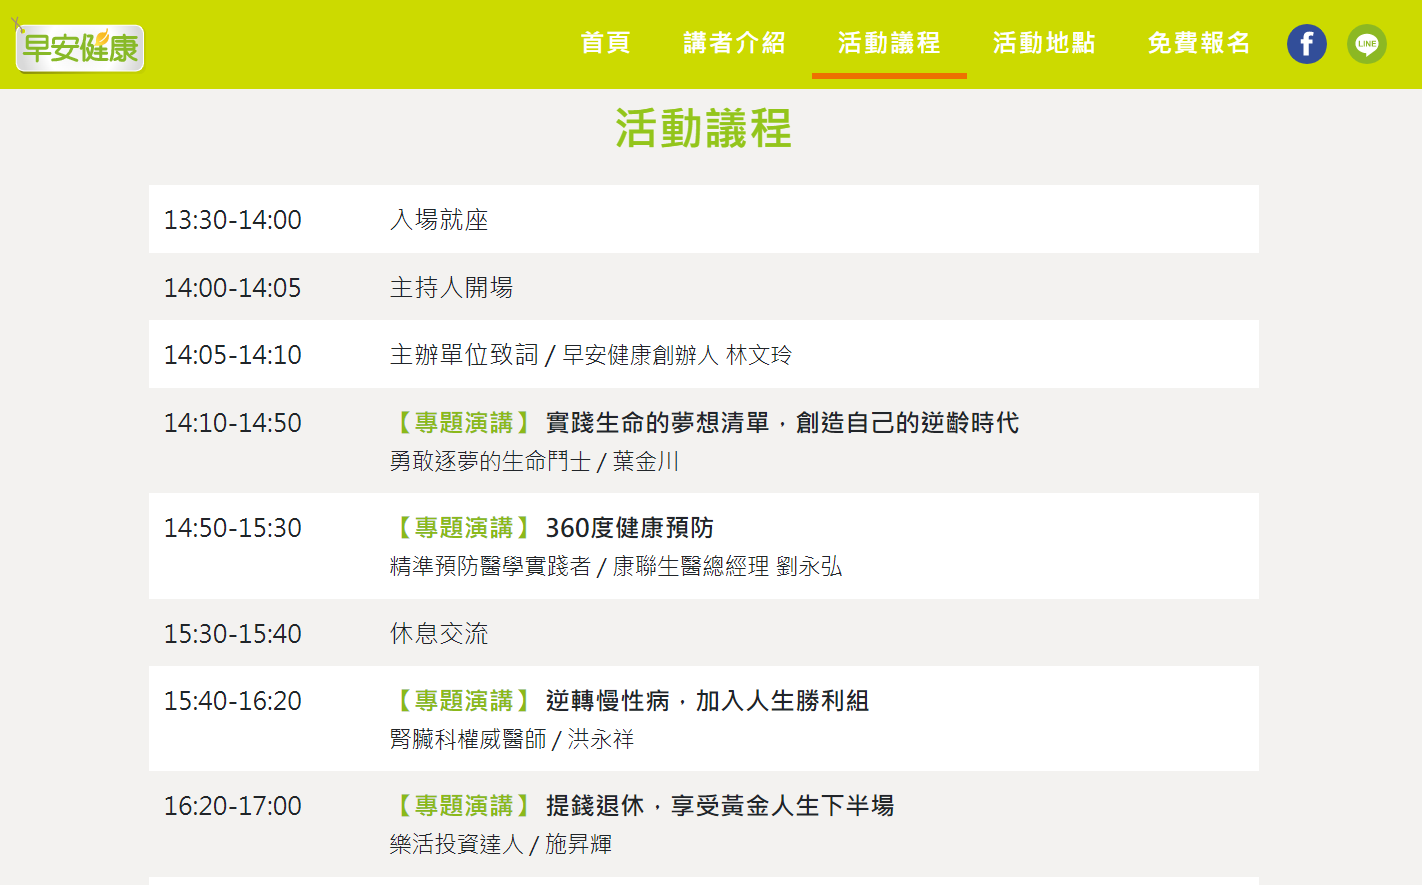 早安健康
首頁 講者介紹 活動議程 活動地點 免費報名 f LINE
活動議程
13:30-14:00 入場就座
14:00-14:05 主持人開場
14:05-14:10 主辦單位致詞 / 早安健康創辦人 林文玲
14:10-14:50 【專題演講】實踐生命的夢想清單，創造自己的逆齡時代
勇敢逐夢的生命鬥士 / 葉金川
14:50-15:30 【專題演講】360度健康預防
精準預防醫學實踐者 / 康聯生醫總經理 劉永弘
15:30-15:40 休息交流
15:40-16:20 【專題演講】逆轉慢性病，加入人生勝利組
腎臟科權威醫師 / 洪永祥
16:20-17:00 【專題演講】提錢退休，享受黃金人生下半場
樂活投資達人 / 施昇輝